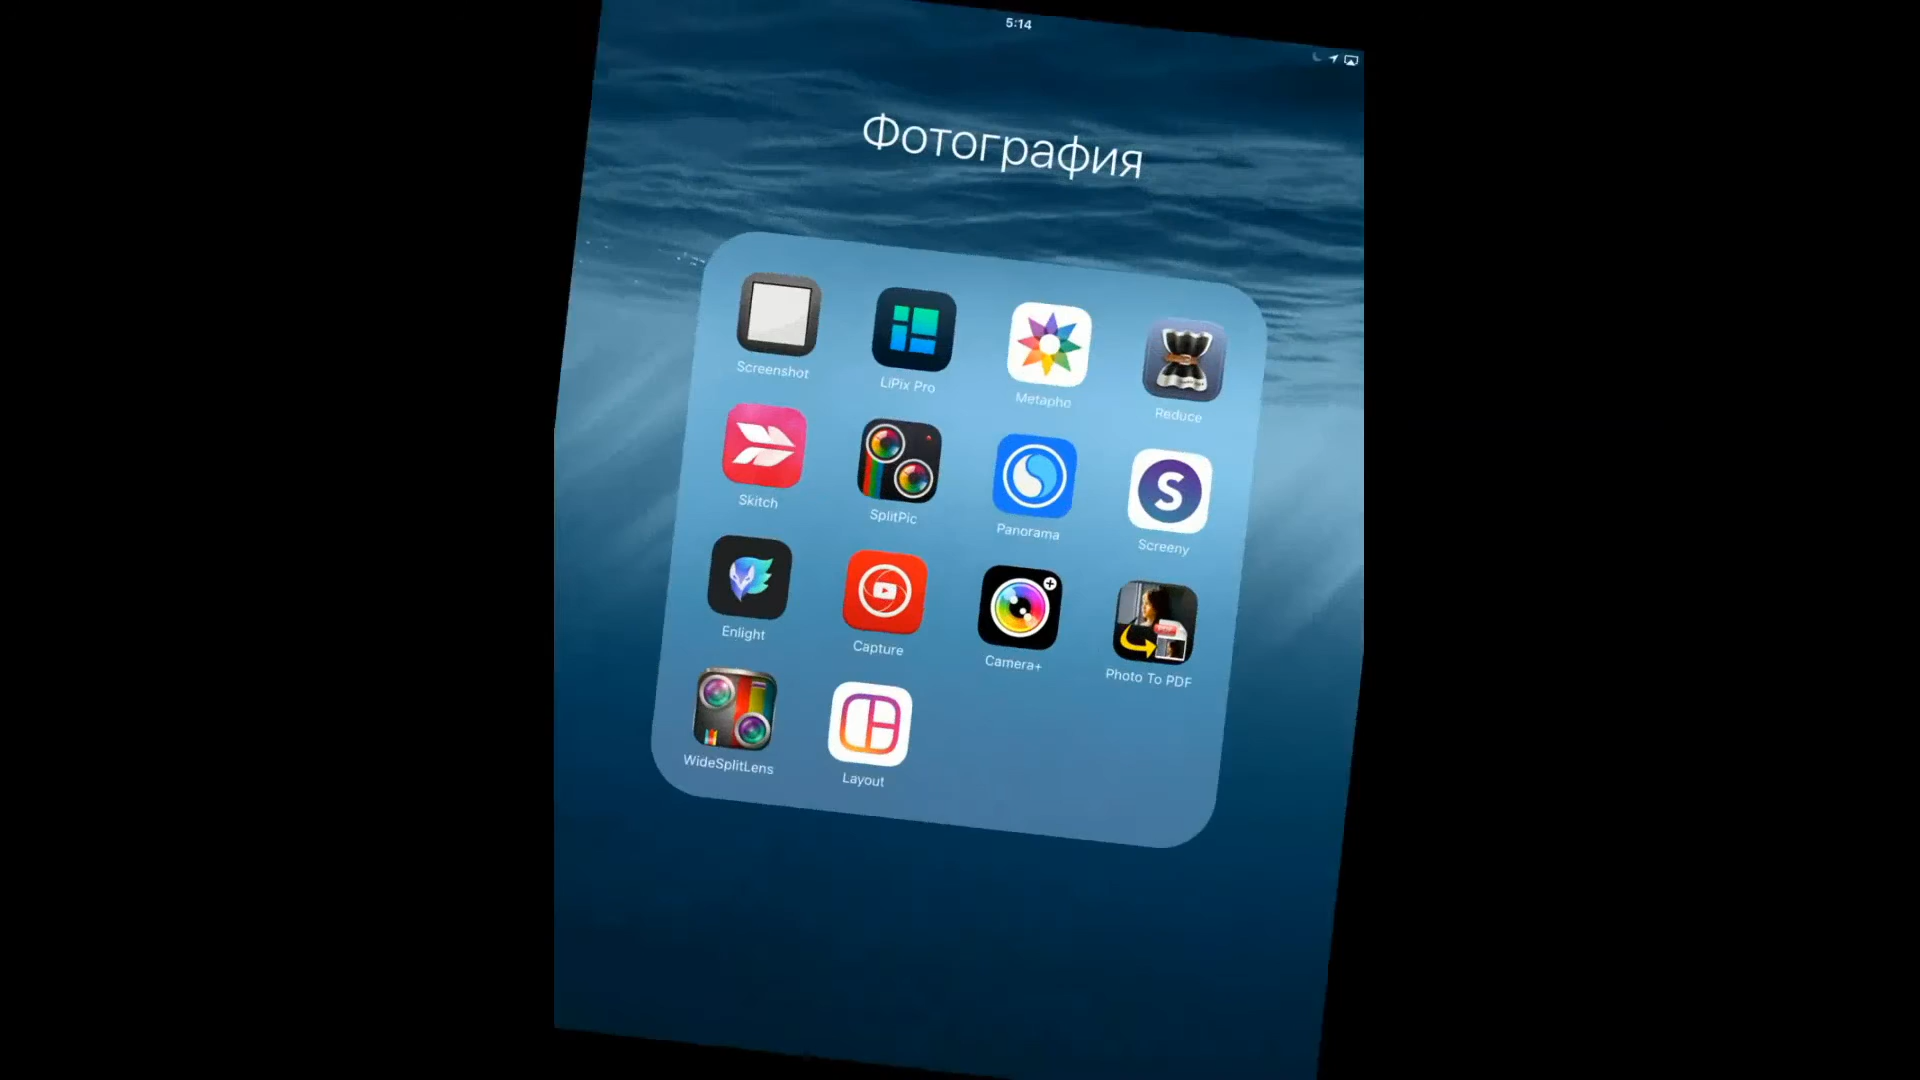 5:14
Фотография
Screenshot
LiPix Pro
Metapho
Reduce
Skitch
SplitPic
Panorama
Screeny
Enlight
Capture
Camera+
Photo To PDF
WideSplitLens
Layout